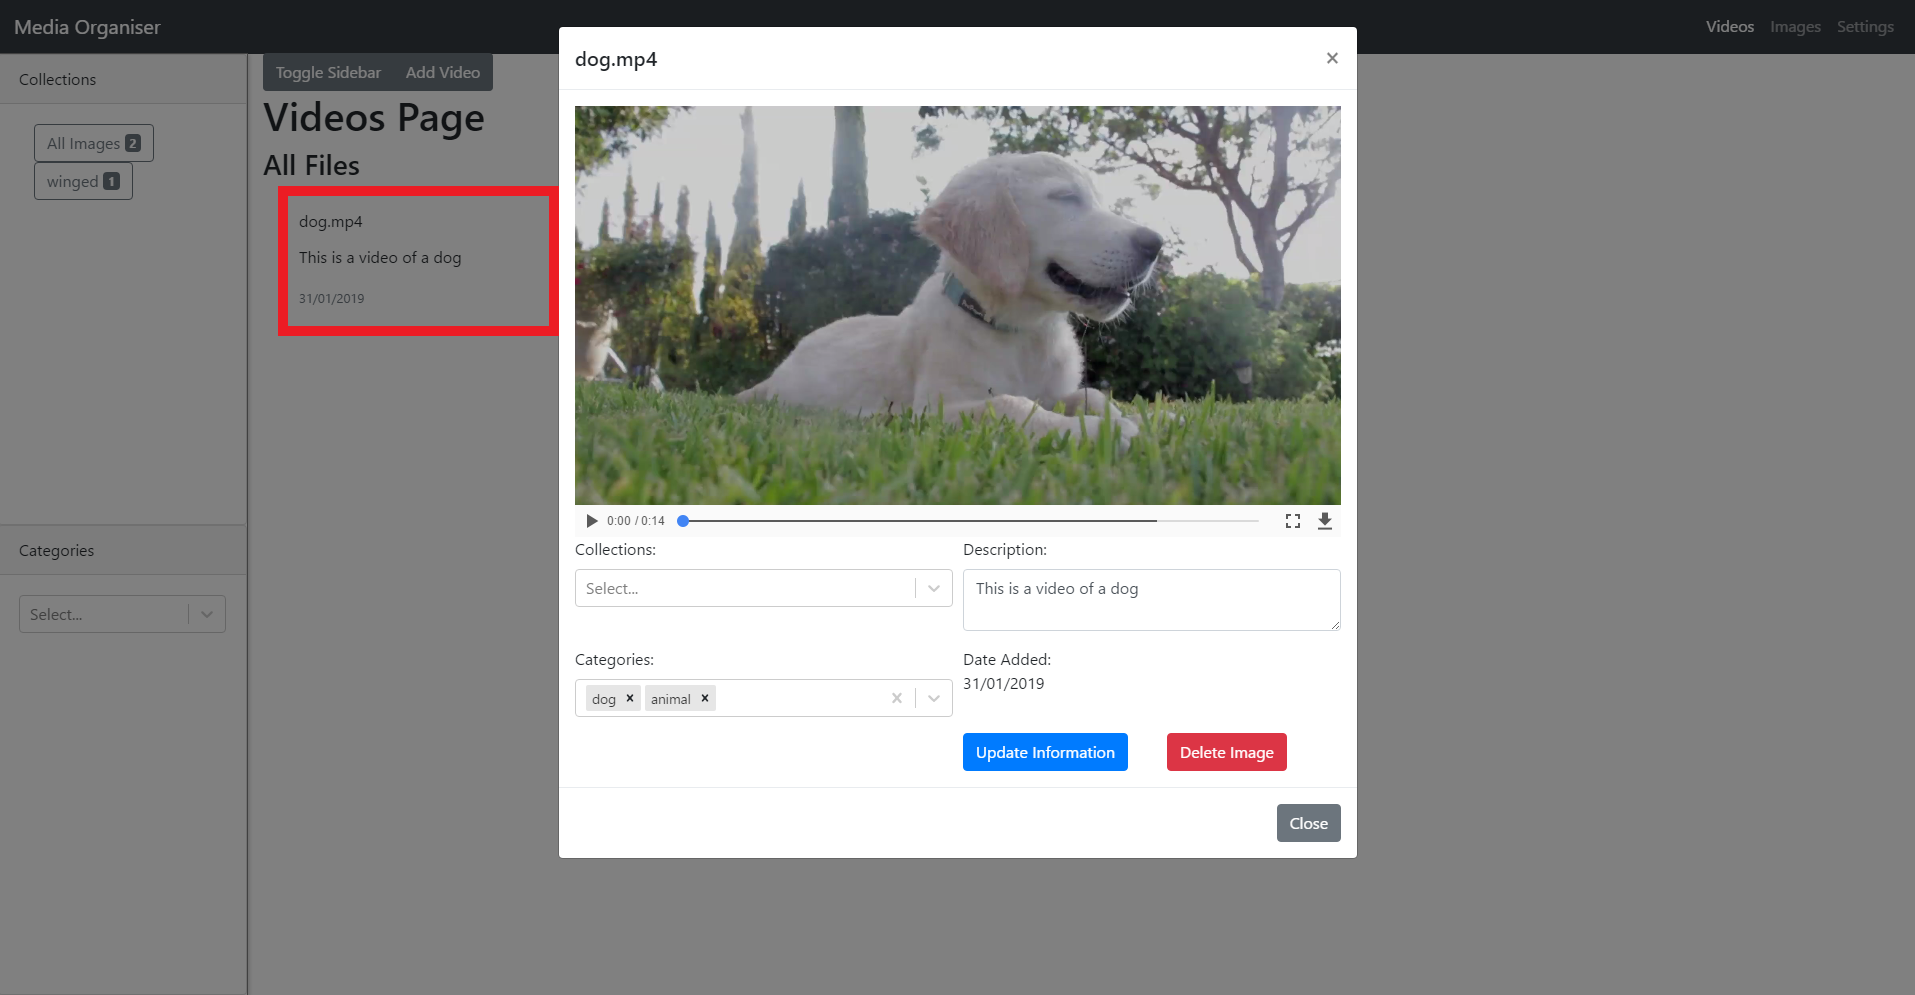 Media Organiser
Videos Images Settings
Collections
All Images 2
winged 1
Categories
Select...
Toggle Sidebar Add Video
Videos Page
All Files
dog.mp4
This is a video of a dog
31/01/2019
dog.mp4
×
0:00 / 0:14
Collections:
Select...
Description:
This is a video of a dog
Categories:
dog × animal ×
Date Added:
31/01/2019
Update Information Delete Image
Close